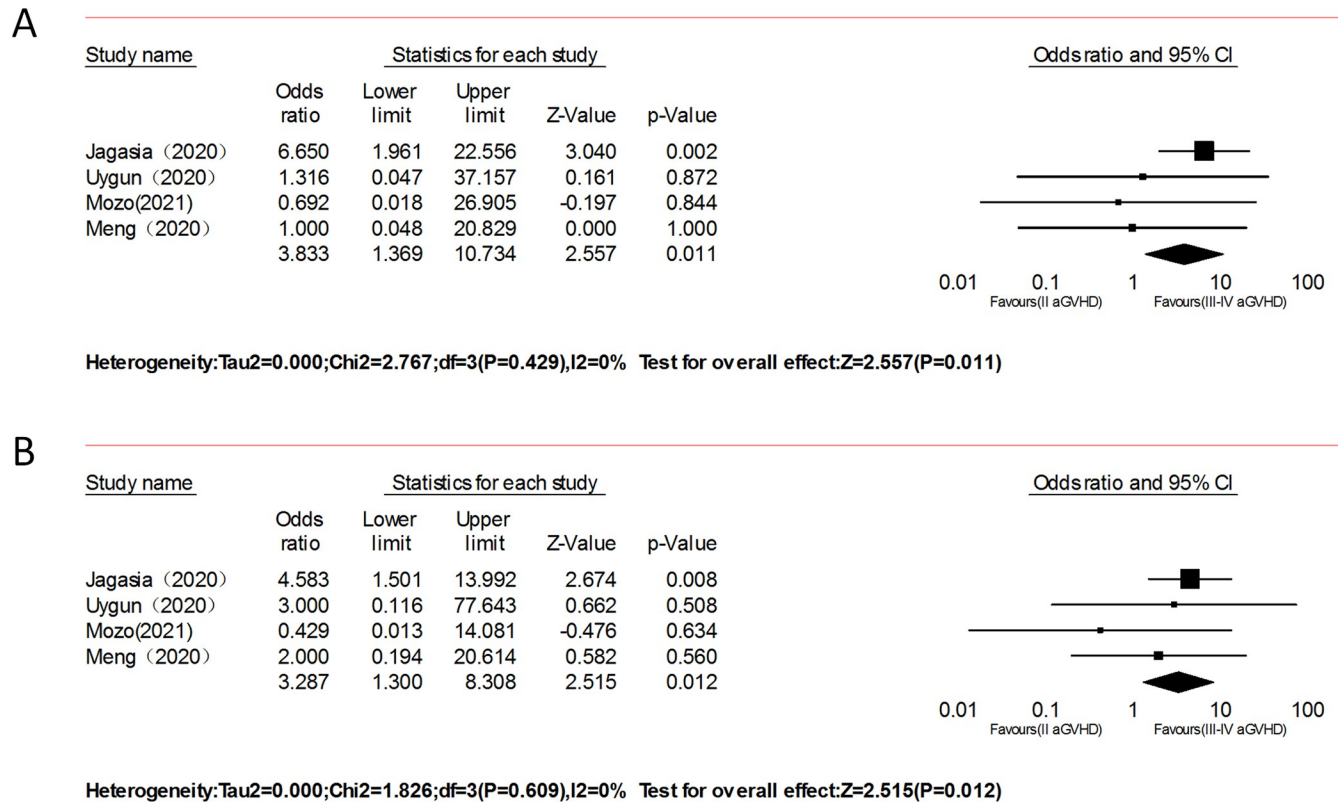 A
Study name Statistics for each study Odds ratio and 95% CI
Odds Lower Upper
ratio limit limit Z-Value p-Value
Jagasia（2020） 6.650 1.961 22.556 3.040 0.002
Uygun（2020） 1.316 0.047 37.157 0.161 0.872
Mozo(2021) 0.692 0.018 26.905 -0.197 0.844
Meng（2020） 1.000 0.048 20.829 0.000 1.000
3.833 1.369 10.734 2.557 0.011
0.01 0.1 1 10 100
Favours(II aGVHD) Favours(III-IV aGVHD)
Heterogeneity:Tau2=0.000;Chi2=2.767;df=3(P=0.429),I2=0% Test for overall effect:Z=2.557(P=0.011)
B
Study name Statistics for each study Odds ratio and 95% CI
Odds Lower Upper
ratio limit limit Z-Value p-Value
Jagasia（2020） 4.583 1.501 13.992 2.674 0.008
Uygun（2020） 3.000 0.116 77.643 0.662 0.508
Mozo(2021) 0.429 0.013 14.081 -0.476 0.634
Meng（2020） 2.000 0.194 20.614 0.582 0.560
3.287 1.300 8.308 2.515 0.012
0.01 0.1 1 10 100
Favours(II aGVHD) Favours(III-IV aGVHD)
Heterogeneity:Tau2=0.000;Chi2=1.826;df=3(P=0.609),I2=0% Test for overall effect:Z=2.515(P=0.012)